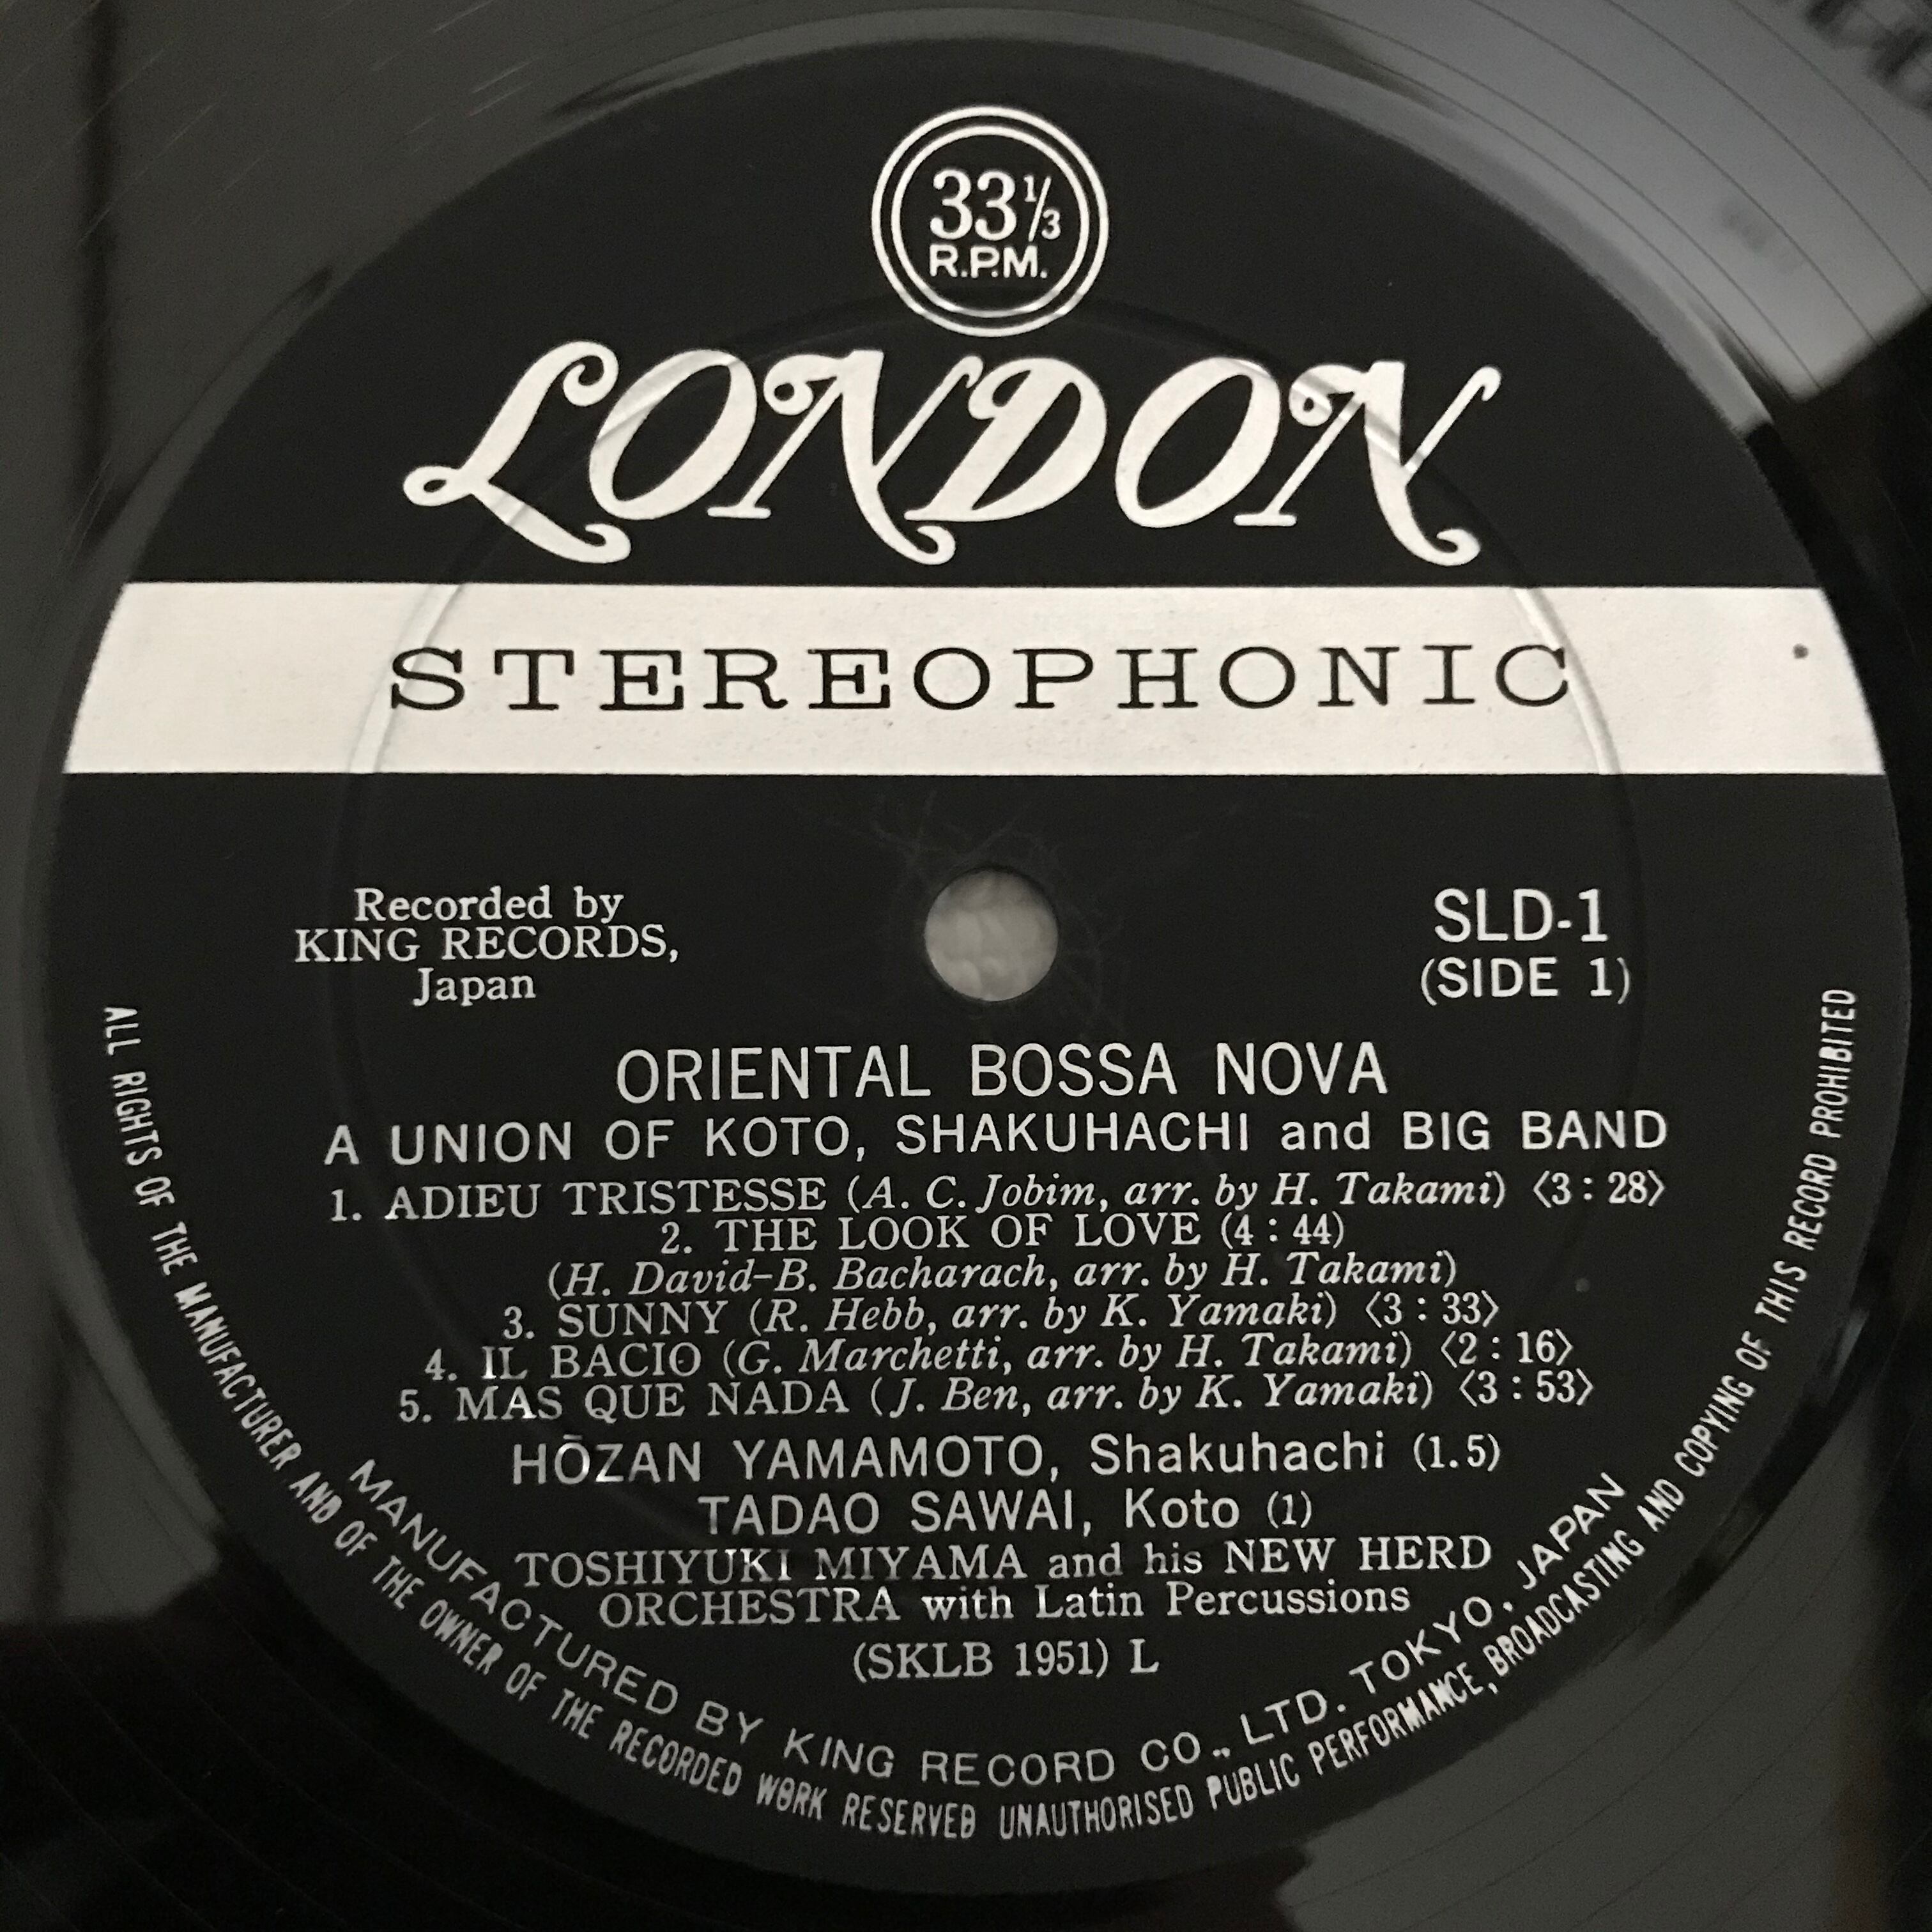 33 1/3
R.P.M.
LONDON
STEREOPHONIC
Recorded by
KING RECORDS,
Japan
SLD-1
(SIDE 1)
ORIENTAL BOSSA NOVA
A UNION OF KOTO, SHAKUHACHI and BIG BAND
1. ADIEU TRISTESSE (A. C. Jobim, arr. by H. Takami) 〈3 : 28〉
2. THE LOOK OF LOVE (4 : 44)
(H. David-B. Bacharach, arr. by H. Takami)
3. SUNNY (R. Hebb, arr. by K. Yamaki) 〈3 : 33〉
4. IL BACIO (G. Marchetti, arr. by H. Takami) 〈2 : 16〉
5. MAS QUE NADA (J. Ben, arr. by K. Yamaki) 〈3 : 53〉
HŌZAN YAMAMOTO, Shakuhachi (1.5)
TADAO SAWAI, Koto (1)
TOSHIYUKI MIYAMA and his NEW HERD
ORCHESTRA with Latin Percussions
(SKLB 1951) L
MANUFACTURED BY KING RECORD CO., LTD. TOKYO, JAPAN
ALL RIGHTS OF THE MANUFACTURER AND OF THE OWNER OF THE RECORDED WORK RESERVED UNAUTHORISED PUBLIC PERFORMANCE, BROADCASTING AND COPYING OF THIS RECORD PROHIBITED